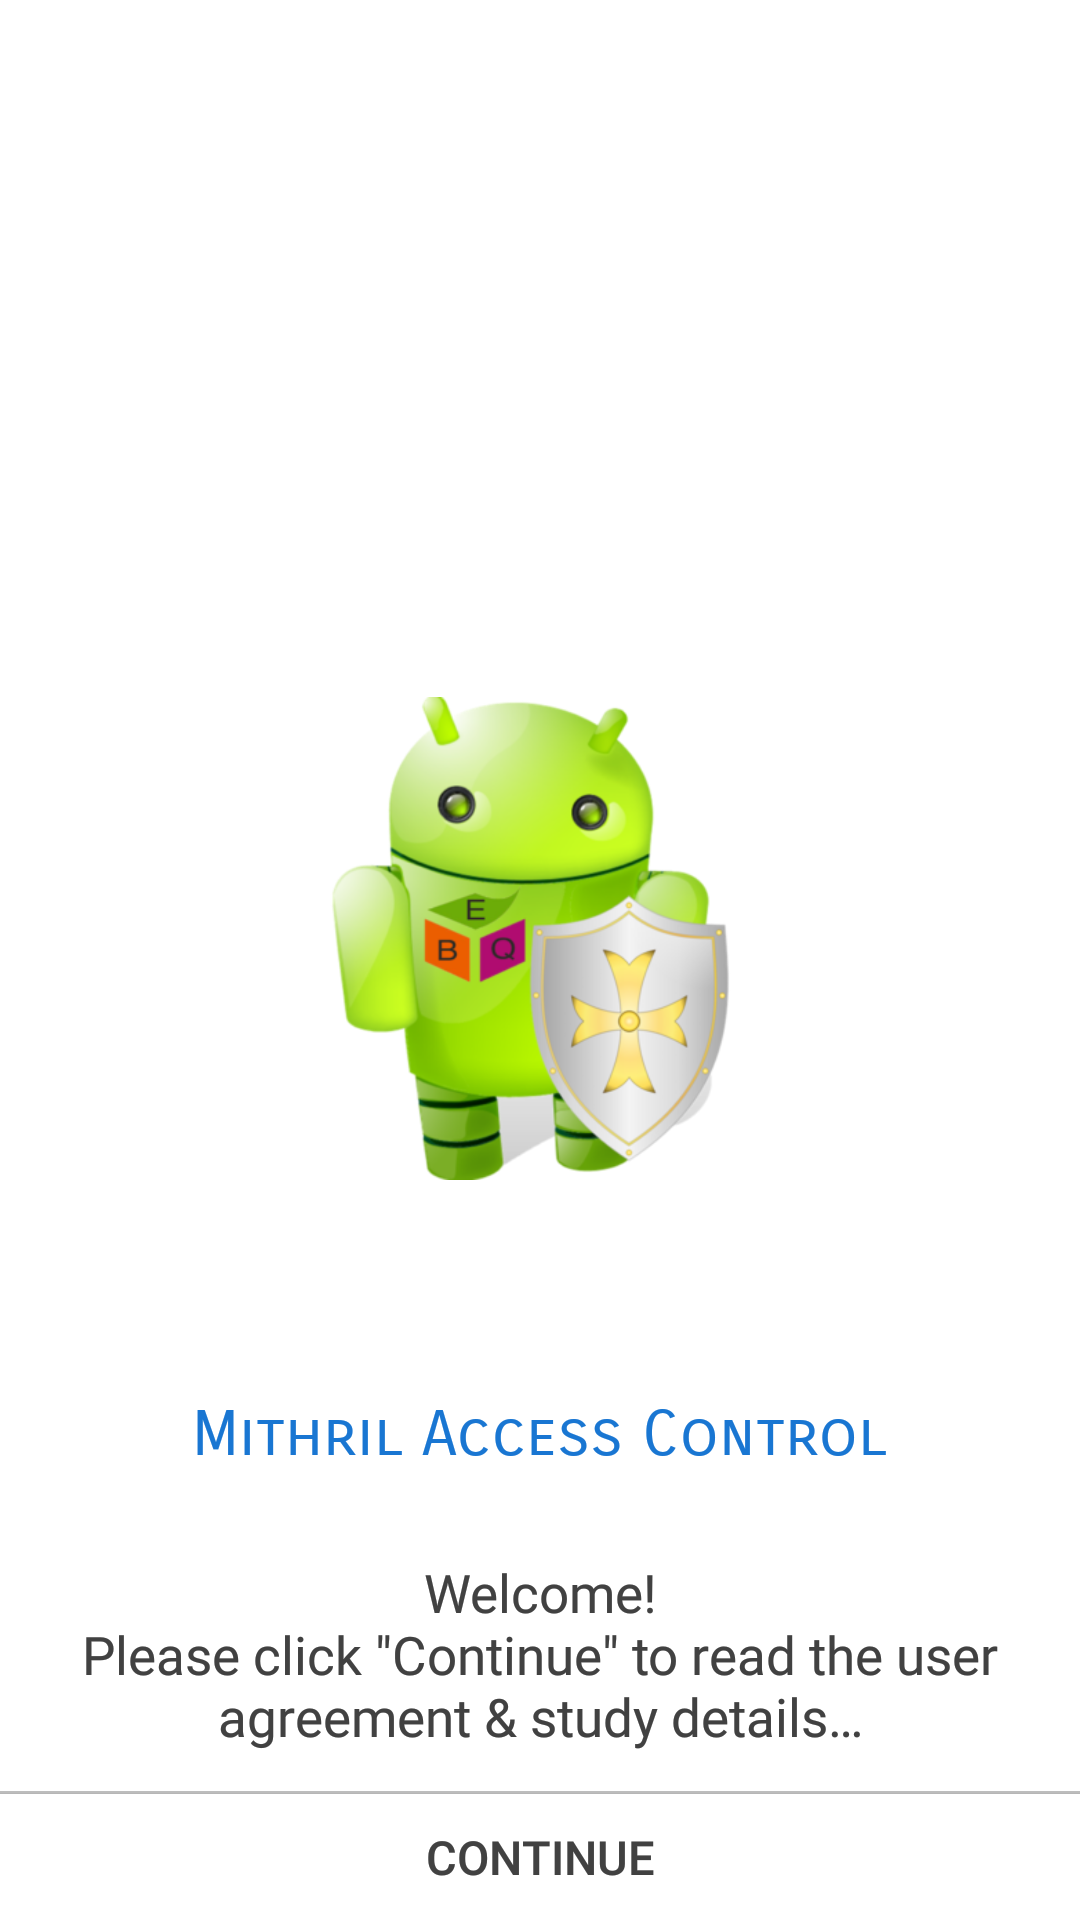 E
B Q
Mithril Access Control
Welcome!
Please click "Continue" to read the user
agreement & study details...
CONTINUE